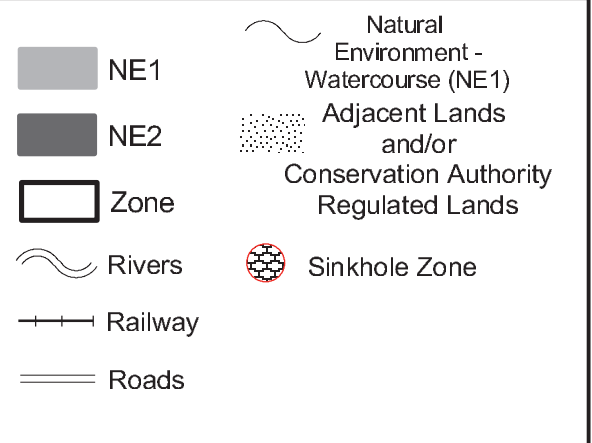 NE1
NE2
Zone
Rivers
Railway
Roads
Natural
Environment -
Watercourse (NE1)
Adjacent Lands
and/or
Conservation Authority
Regulated Lands
Sinkhole Zone